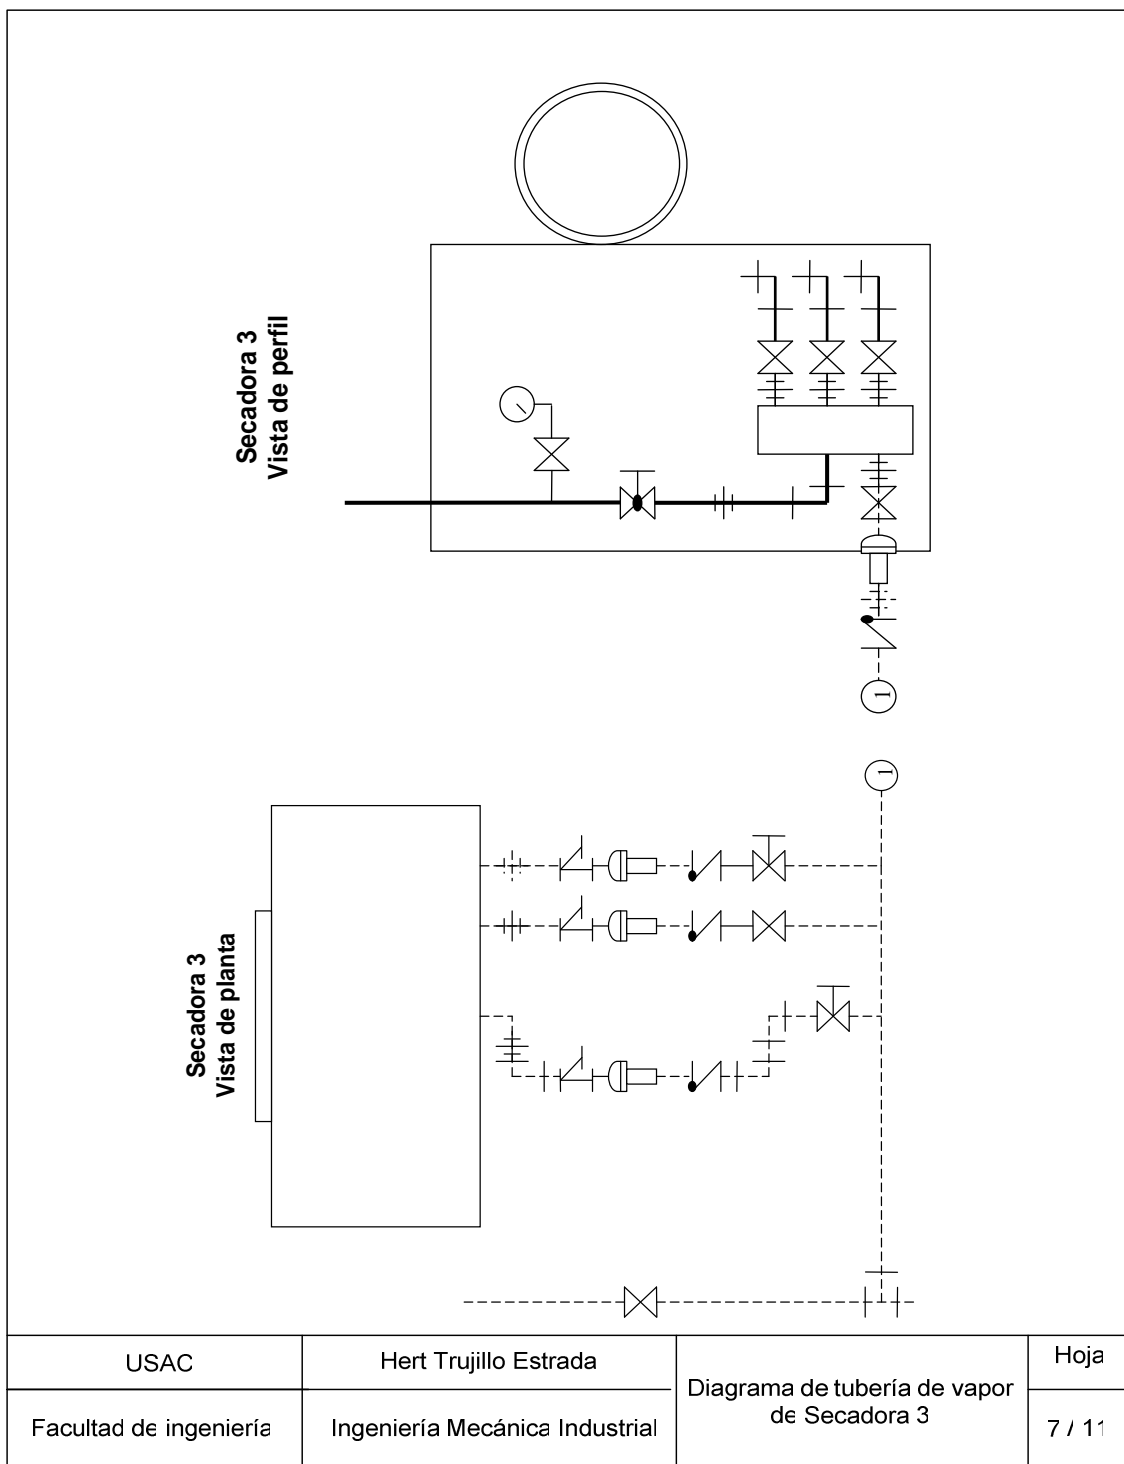 Secadora 3
Vista de perfil
1
1
Secadora 3
Vista de planta
USAC
Hert Trujillo Estrada
Diagrama de tubería de vapor
de Secadora 3
Hoja
Facultad de ingeniería
Ingeniería Mecánica Industrial
7 / 11